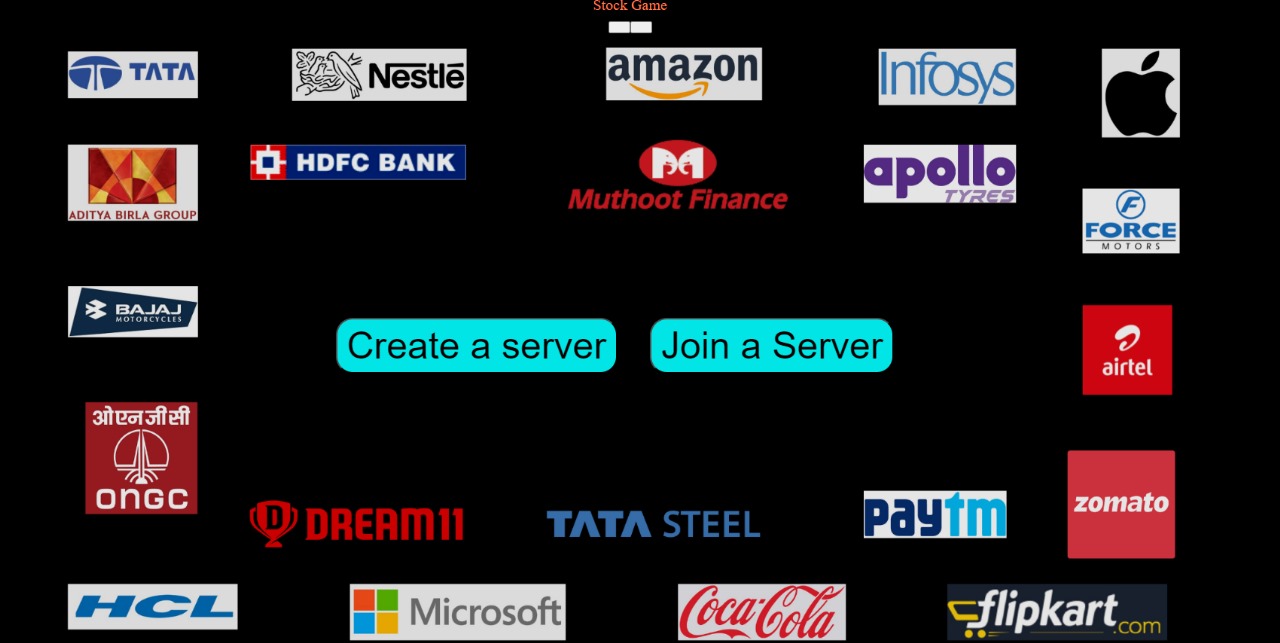 Stock Game
TATA
Nestlé
amazon
Infosys
ADITYA BIRLA GROUP
HDFC BANK
Muthoot Finance
apollo
TYRES
F
FORCE
MOTORS
BAJAJ
MOTORCYCLES
Create a server
Join a Server
airtel
ओएनजीसी
ONGC
D DREAM11
TATA STEEL
paytm
zomato
HCL
Microsoft
Coca-Cola
flipkart
.com